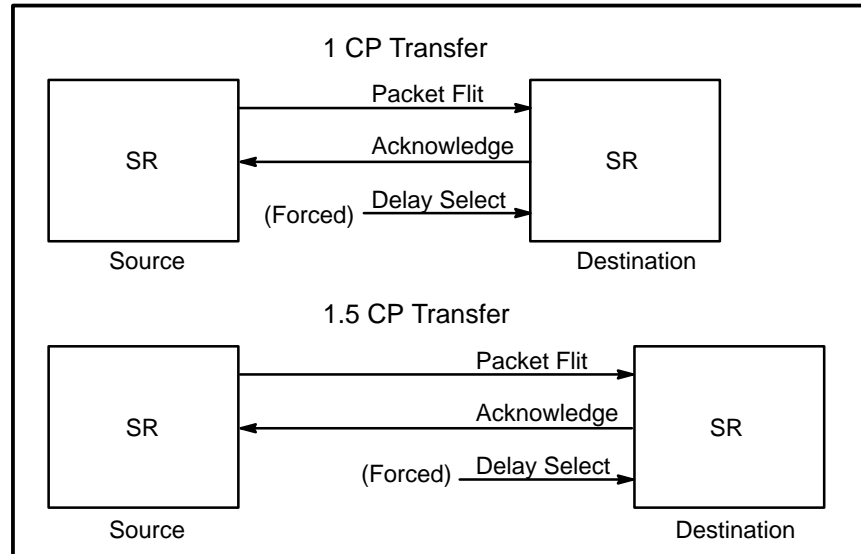 1 CP Transfer
Packet Flit
SR
Acknowledge
SR
(Forced)
Delay Select
Source
Destination
1.5 CP Transfer
Packet Flit
SR
Acknowledge
SR
(Forced)
Delay Select
Source
Destination